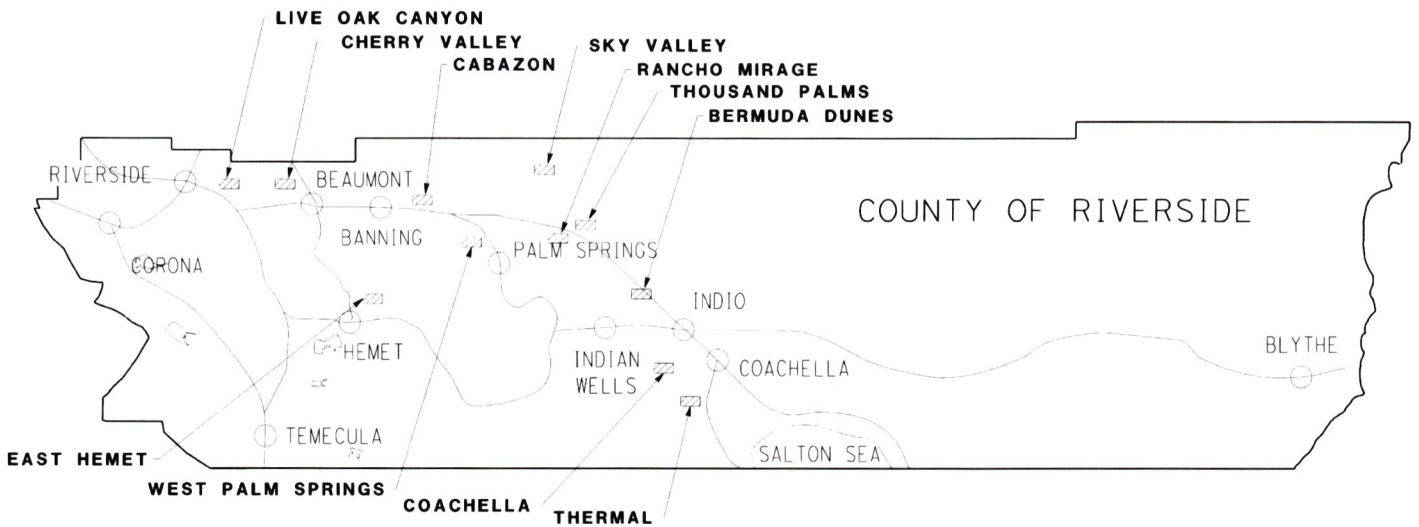 LIVE OAK CANYON
CHERRY VALLEY
CABAZON
SKY VALLEY
RANCHO MIRAGE
THOUSAND PALMS
BERMUDA DUNES
RIVERSIDE
BEAUMONT
COUNTY OF RIVERSIDE
BANNING
PALM SPRINGS
CORONA
INDIO
HEMET
INDIAN
WELLS
COACHELLA
BLYTHE
TEMECULA
SALTON SEA
EAST HEMET
WEST PALM SPRINGS
COACHELLA
THERMAL